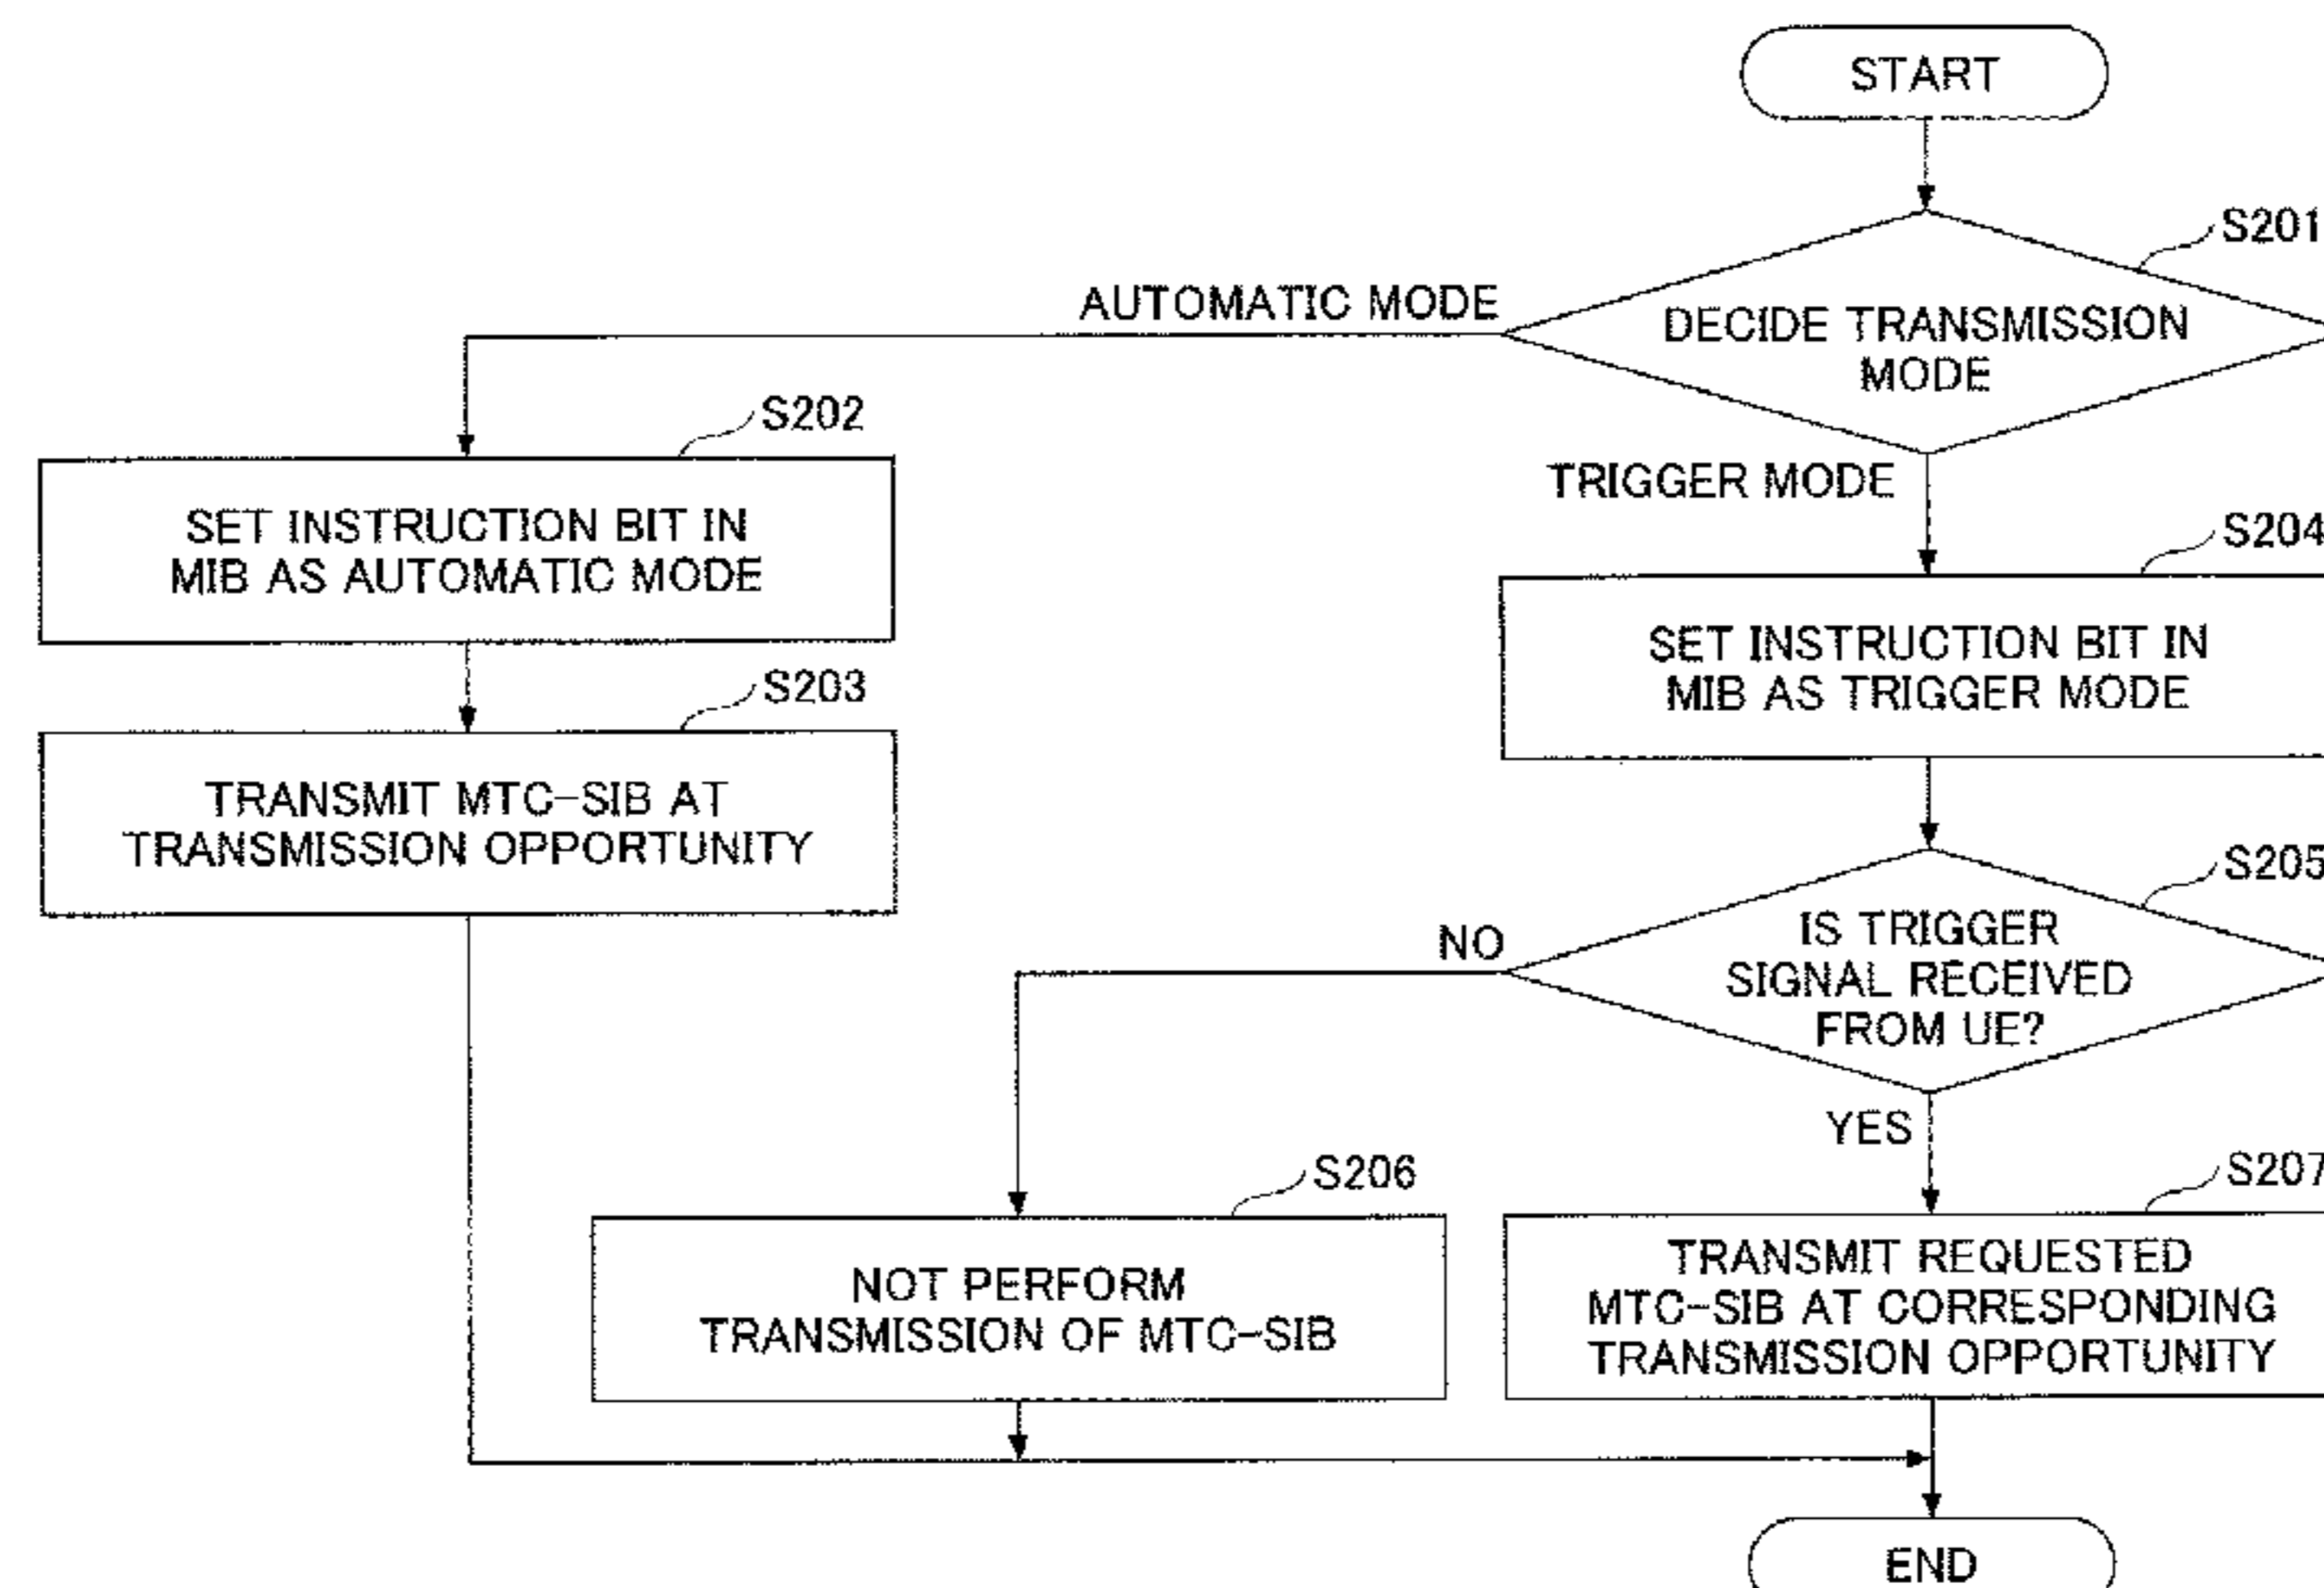 START
S201
AUTOMATIC MODE
DECIDE TRANSMISSION
MODE
S202
TRIGGER MODE
SET INSTRUCTION BIT IN
MIB AS AUTOMATIC MODE
S204
SET INSTRUCTION BIT IN
MIB AS TRIGGER MODE
S203
TRANSMIT MTC-SIB AT
TRANSMISSION OPPORTUNITY
S205
IS TRIGGER
SIGNAL RECEIVED
FROM UE?
NO
YES
S206
NOT PERFORM
TRANSMISSION OF MTC-SIB
S207
TRANSMIT REQUESTED
MTC-SIB AT CORRESPONDING
TRANSMISSION OPPORTUNITY
END